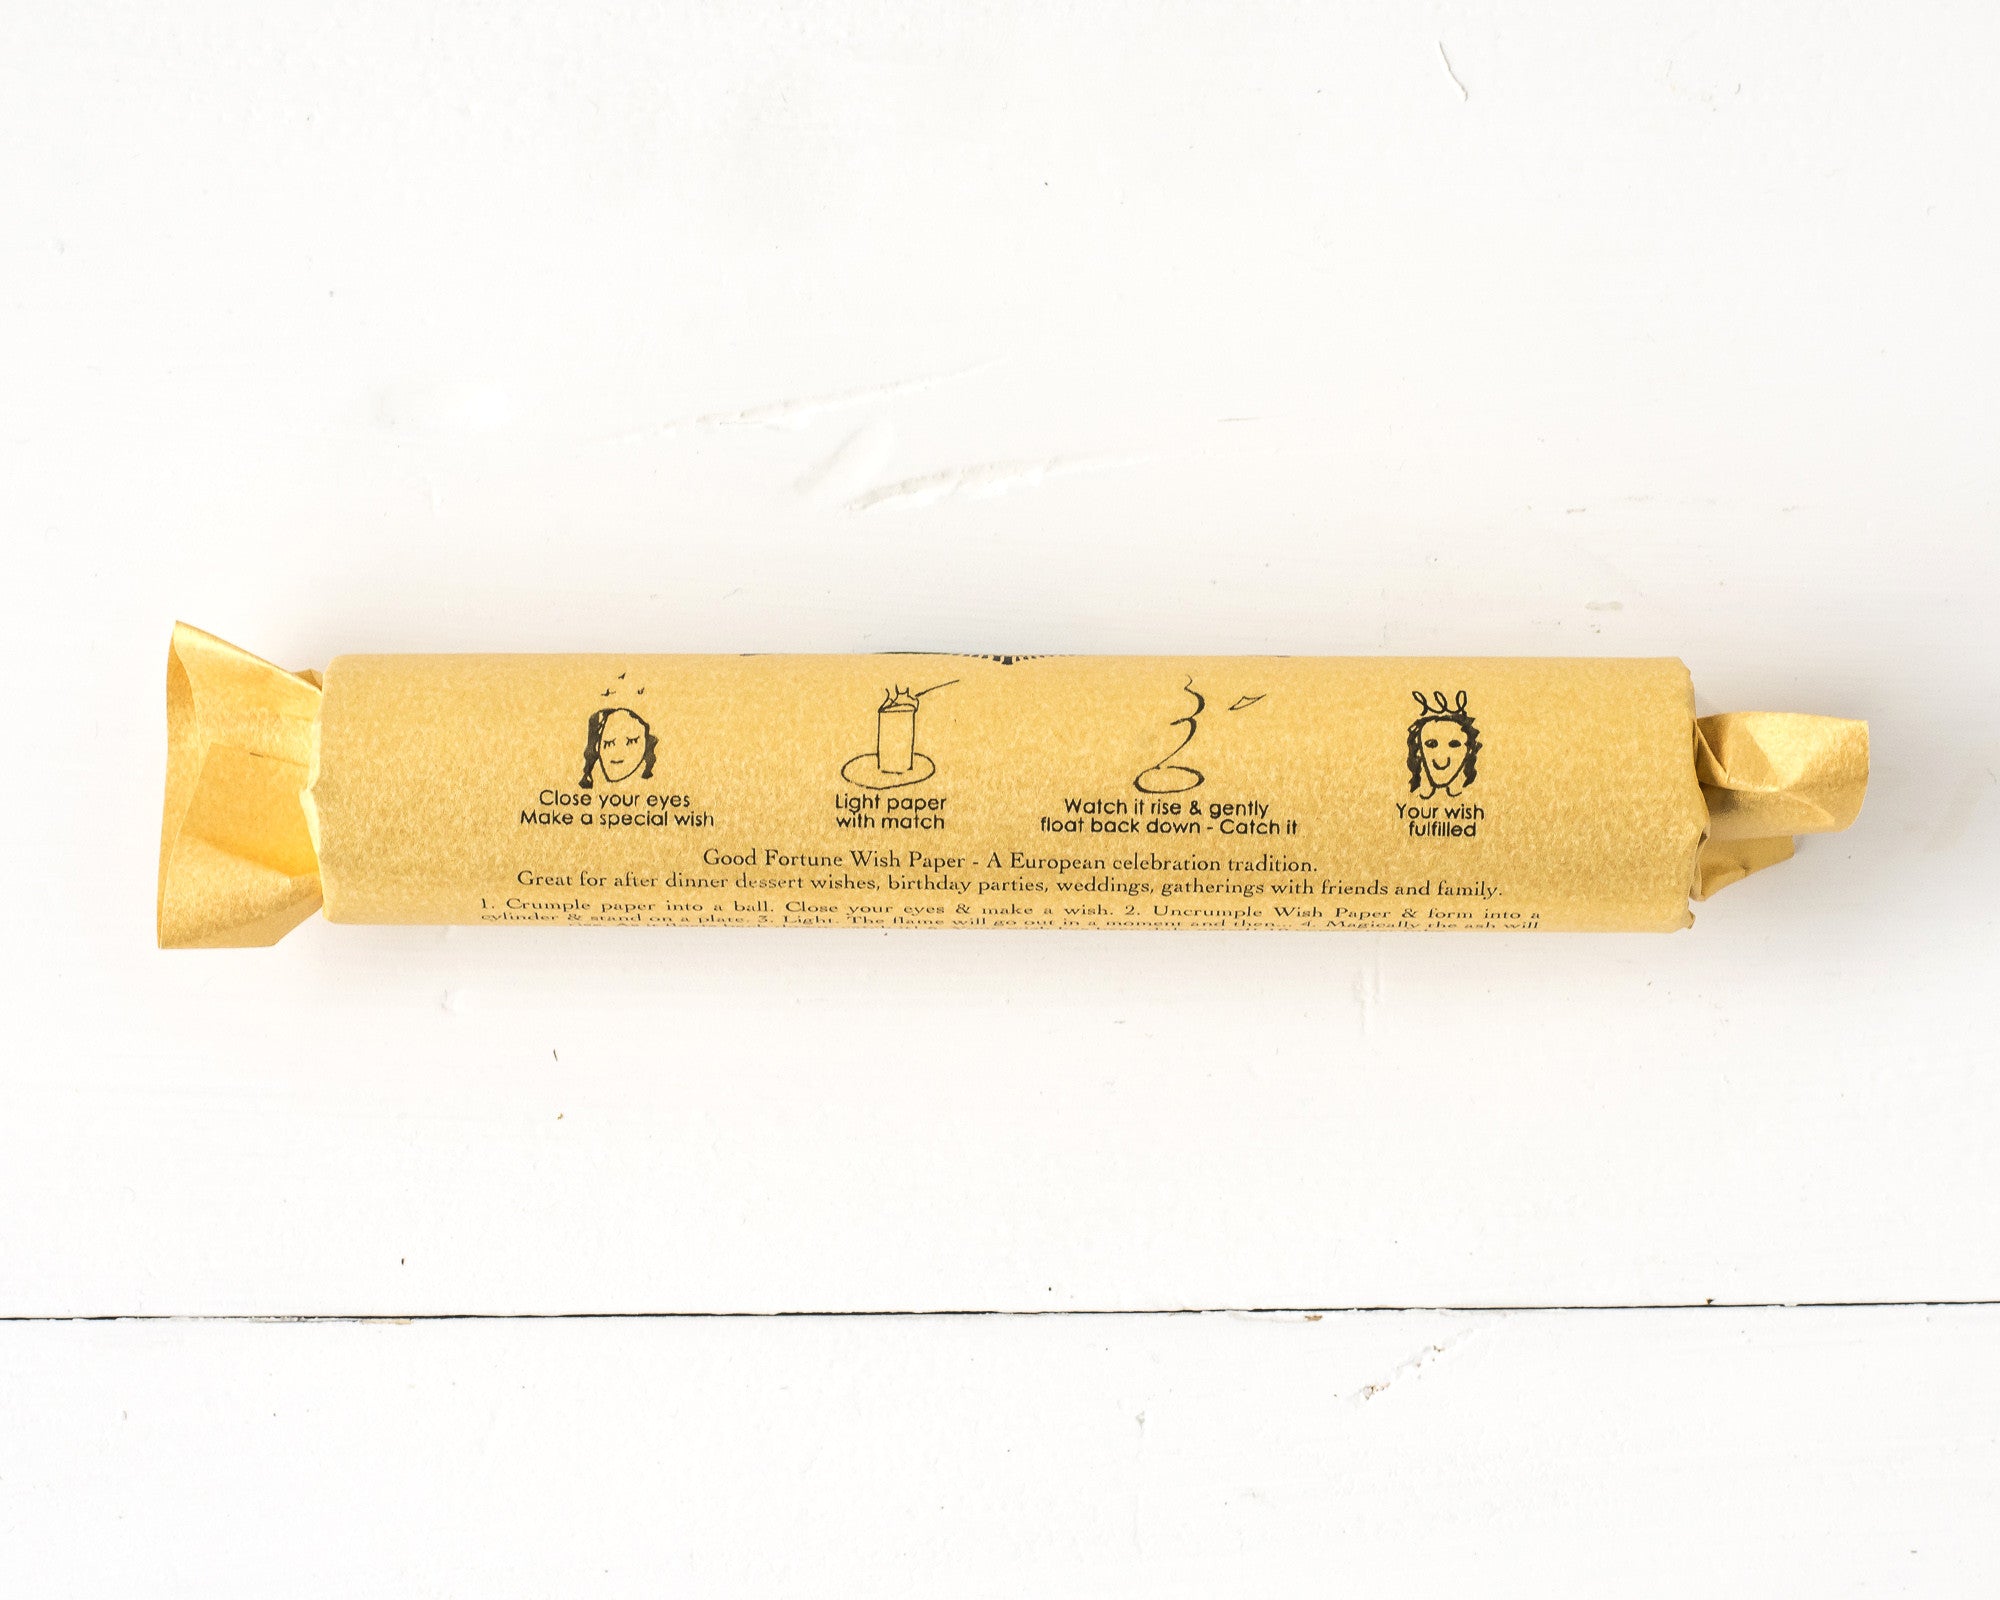 Close your eyes
Make a special wish
Light paper
with match
Watch it rise & gently
float back down - Catch it
Your wish
fulfilled
Good Fortune Wish Paper - A European celebration tradition.
Great for after dinner dessert wishes, birthday parties, weddings, gatherings with friends and family.
1. Crumple paper into a ball. Close your eyes & make a wish. 2. Uncrumple Wish Paper & form into a
cylinder & stand on a plate. 3. Light. The flame will go out in a moment and then... 4. Magically the ash will